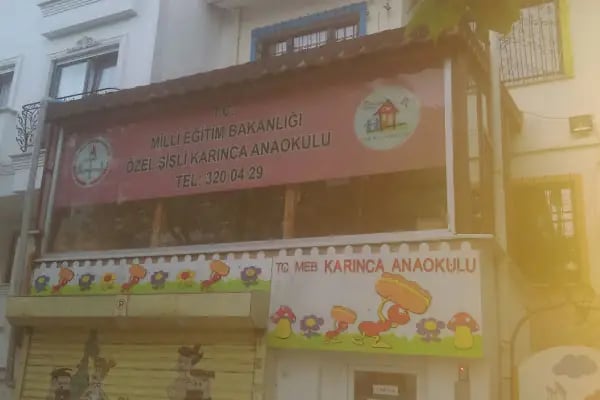 T.C.
MİLLİ EĞİTİM BAKANLIĞI
ÖZEL ŞİŞLİ KARINCA ANAOKULU
TEL: 320 04 29
TC MEB KARINCA ANAOKULU
P